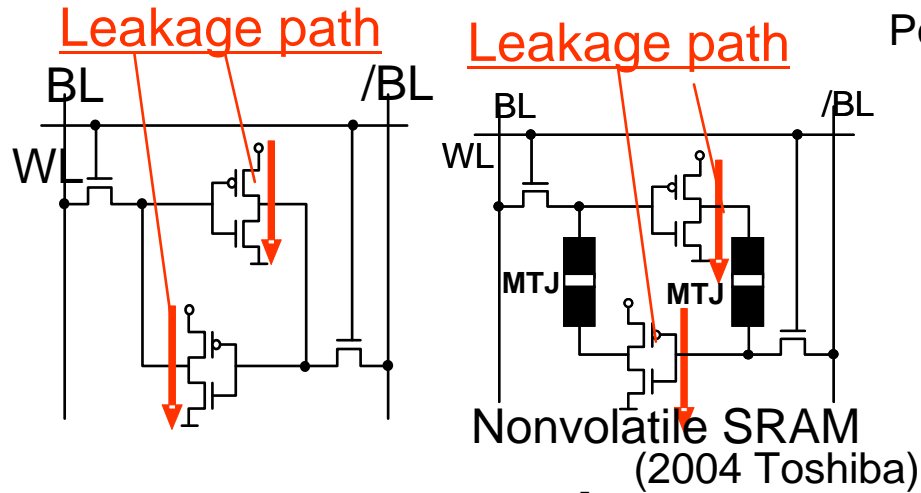 Leakage path
BL
/BL
WL
Leakage path
BL
/BL
WL
MTJ
MTJ
Nonvolatile SRAM
(2004 Toshiba)